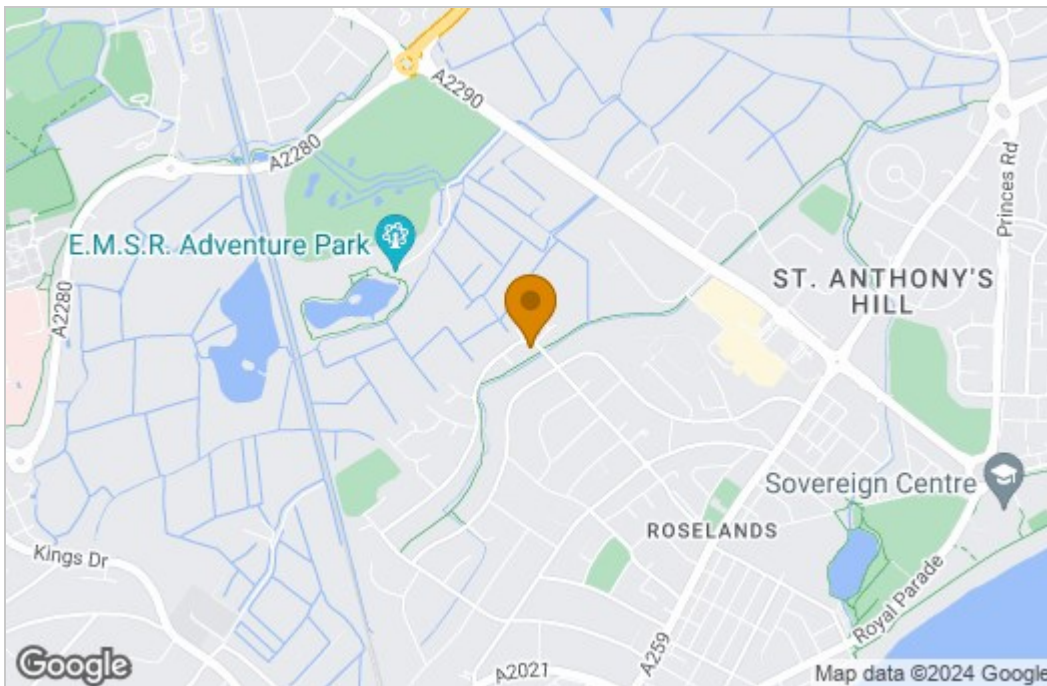 A2290
A2280
Princes Rd
E.M.S.R. Adventure Park
ST. ANTHONY'S
HILL
A2280
Sovereign Centre
ROSELANDS
Kings Dr
Royal Parade
A259
A2021
Google
Map data ©2024 Google